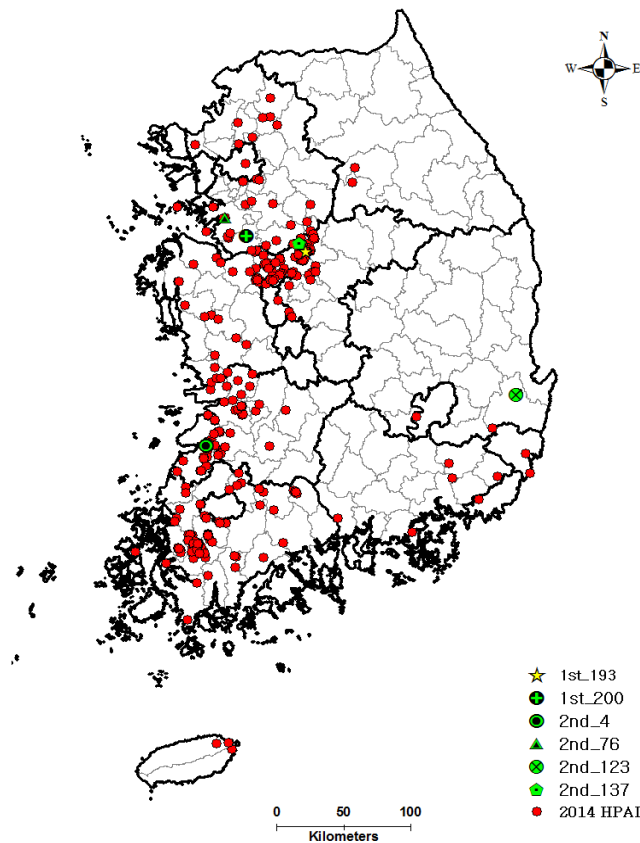 N
W E
S
1st_193
1st_200
2nd_4
2nd_76
2nd_123
2nd_137
2014 HPAI
0 50 100
Kilometers